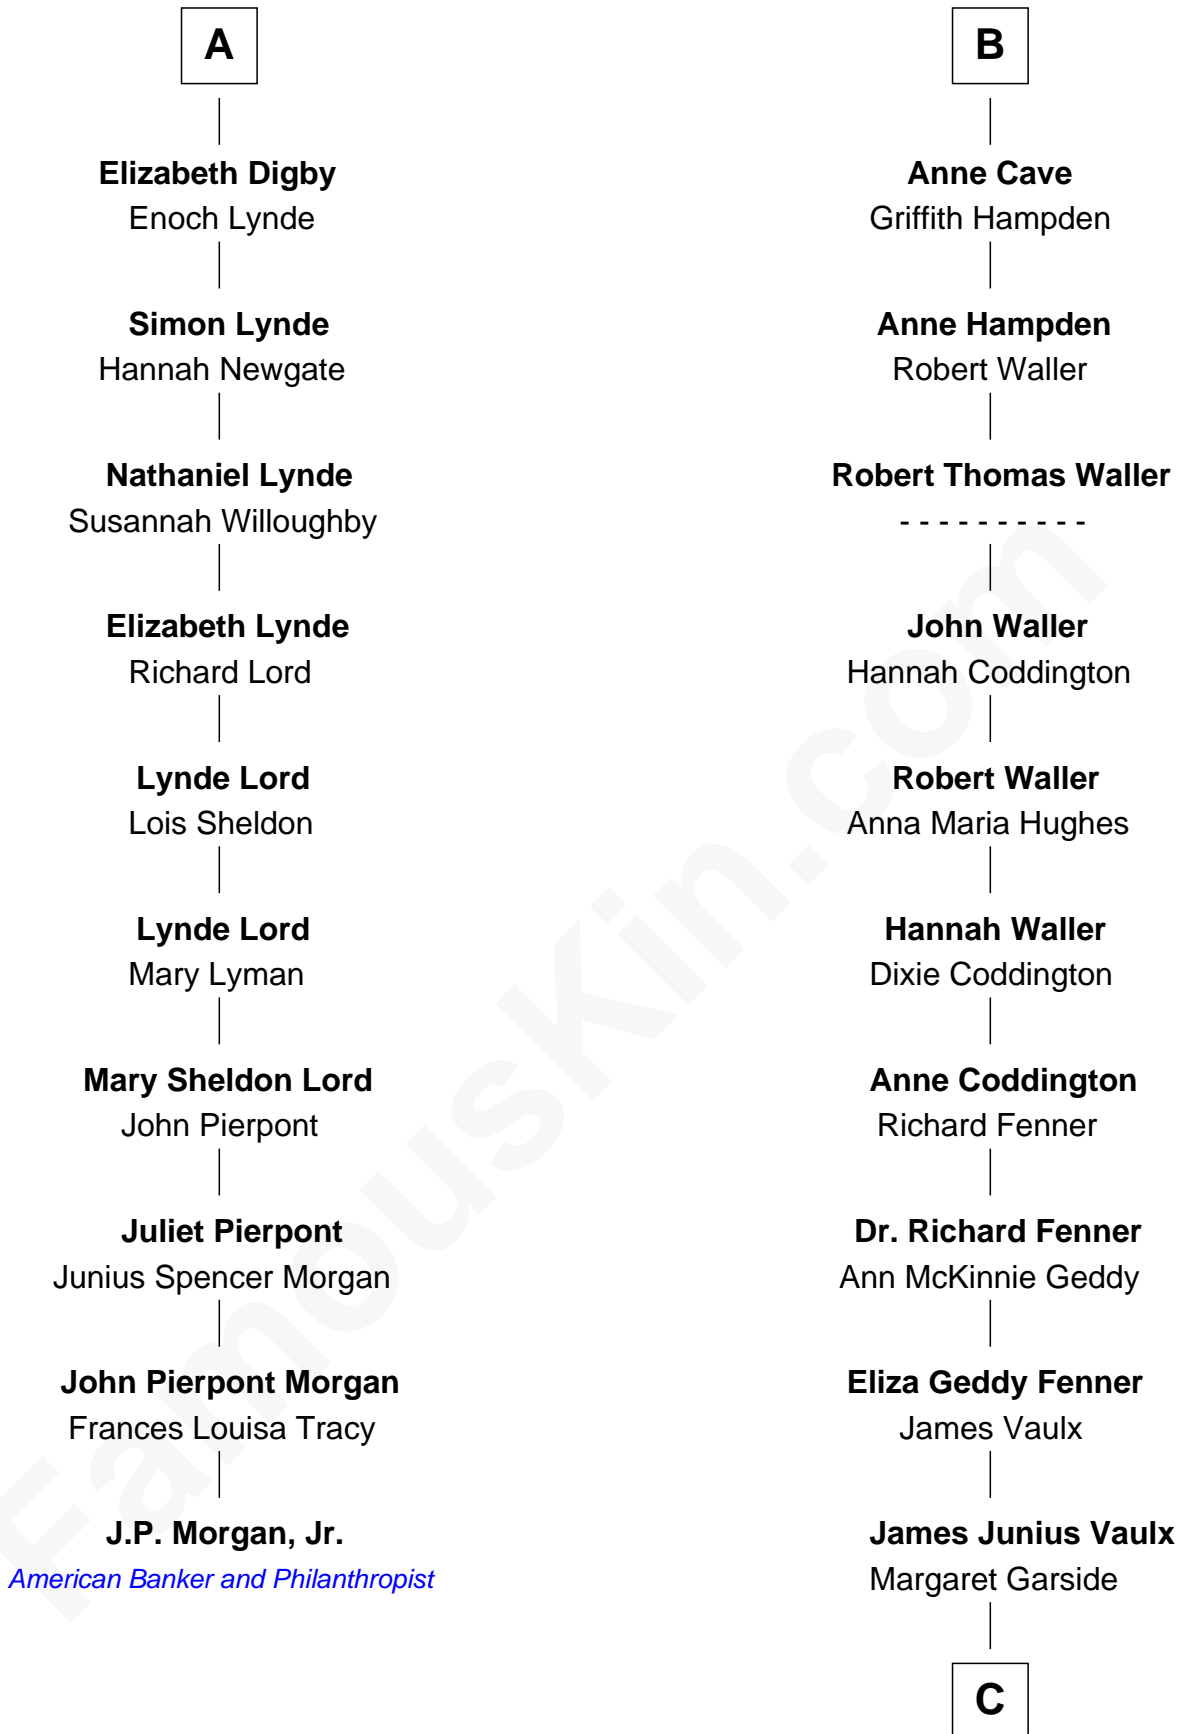 A
Elizabeth Digby
Enoch Lynde
Simon Lynde
Hannah Newgate
Nathaniel Lynde
Susannah Willoughby
Elizabeth Lynde
Richard Lord
Lynde Lord
Lois Sheldon
Lynde Lord
Mary Lyman
Mary Sheldon Lord
John Pierpont
Juliet Pierpont
Junius Spencer Morgan
John Pierpont Morgan
Frances Louisa Tracy
J.P. Morgan, Jr.
American Banker and Philanthropist
B
Anne Cave
Griffith Hampden
Anne Hampden
Robert Waller
Robert Thomas Waller
- - - - - - - - - -
John Waller
Hannah Coddington
Robert Waller
Anna Maria Hughes
Hannah Waller
Dixie Coddington
Anne Coddington
Richard Fenner
Dr. Richard Fenner
Ann McKinnie Geddy
Eliza Geddy Fenner
James Vaulx
James Junius Vaulx
Margaret Garside
C
FamousKin.com